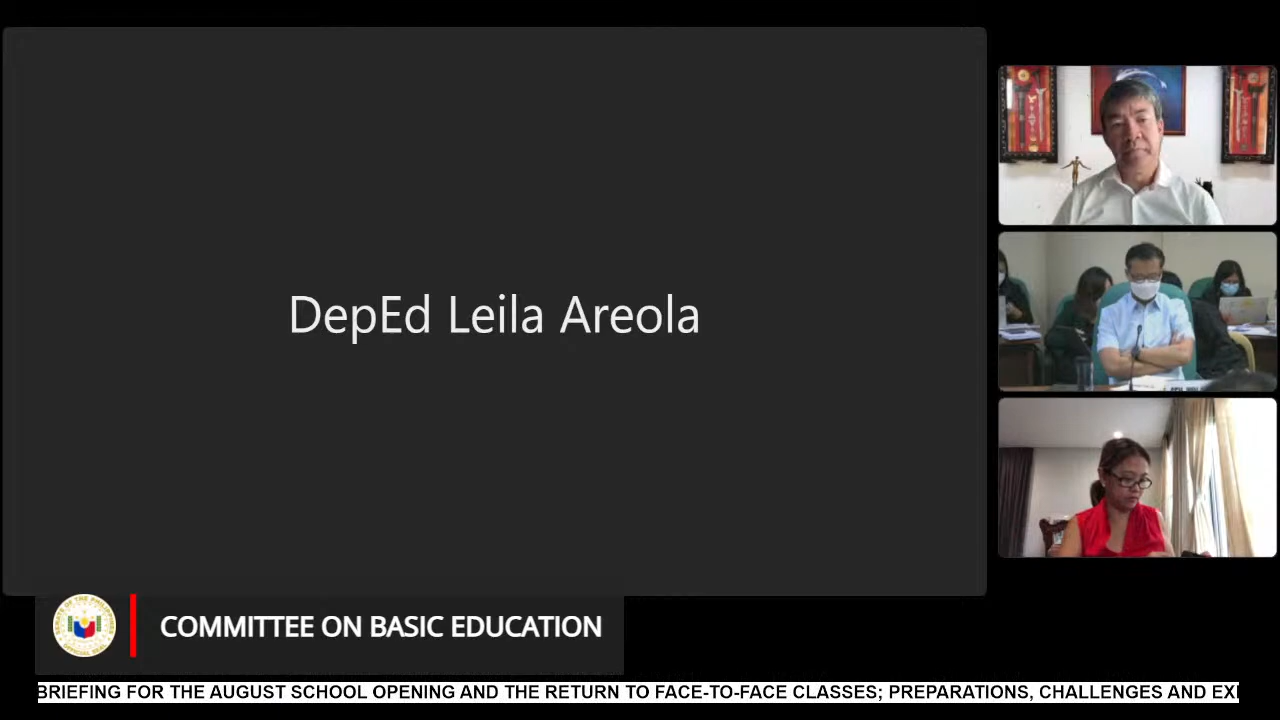 DepEd Leila Areola
COMMITTEE ON BASIC EDUCATION
BRIEFING FOR THE AUGUST SCHOOL OPENING AND THE RETURN TO FACE-TO-FACE CLASSES; PREPARATIONS, CHALLENGES AND